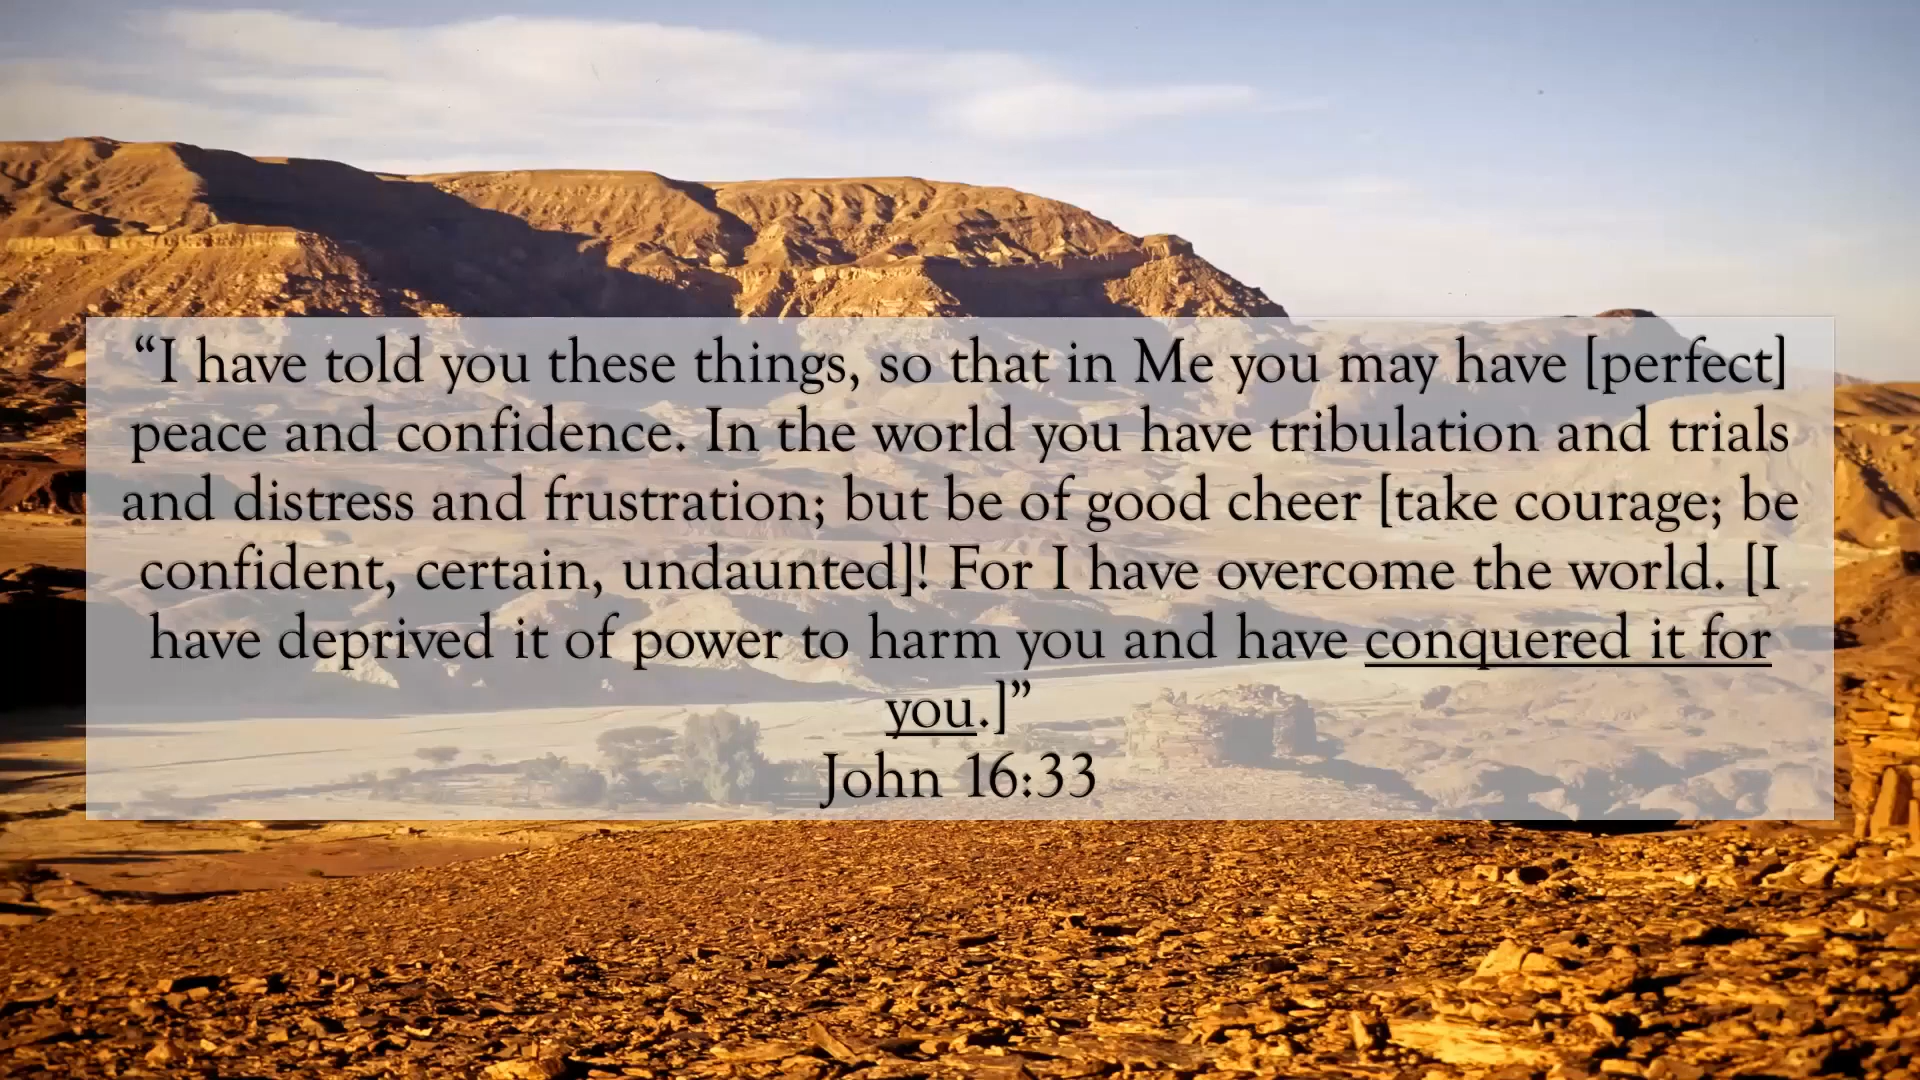 “I have told you these things, so that in Me you may have [perfect]
peace and confidence. In the world you have tribulation and trials
and distress and frustration; but be of good cheer [take courage; be
confident, certain, undaunted]! For I have overcome the world. [I
have deprived it of power to harm you and have conquered it for
you.]”
John 16:33